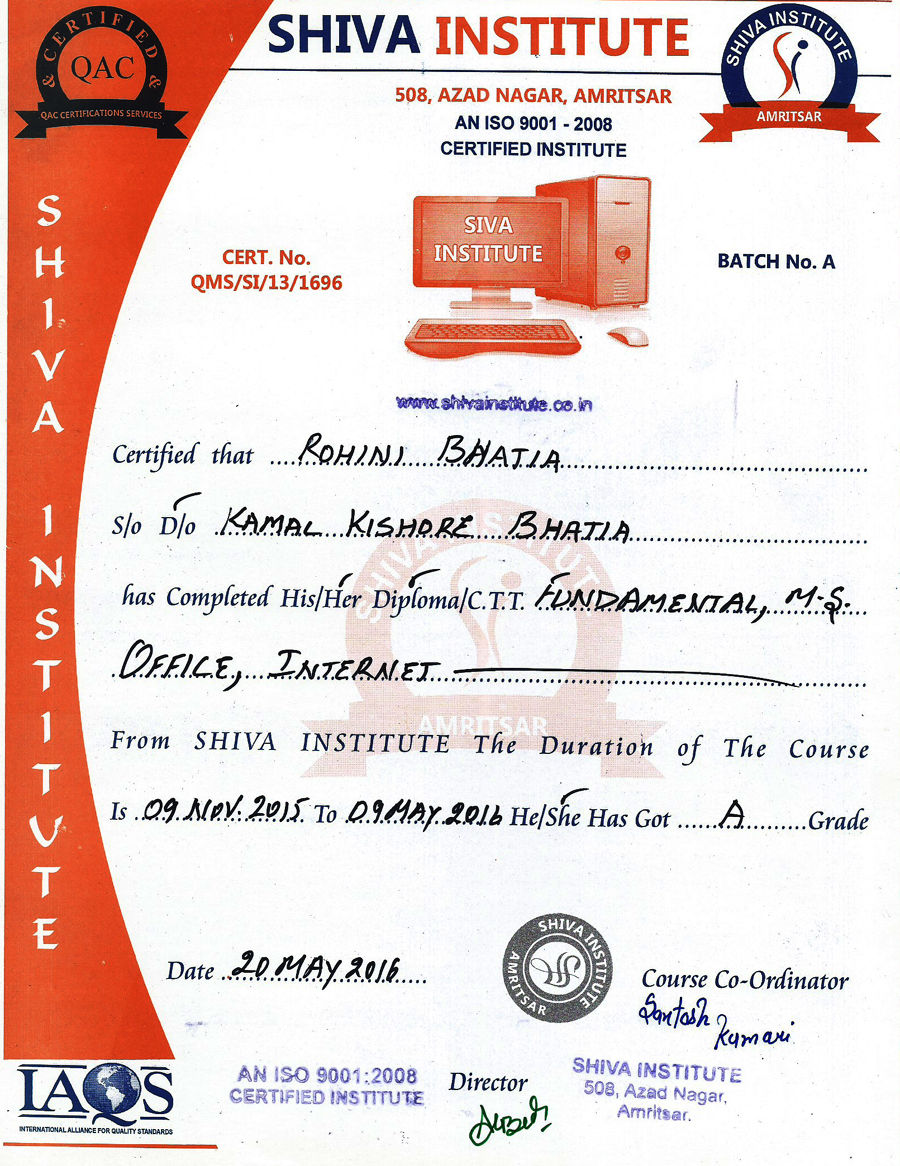 CERTIFIED & &
QAC
QAC CERTIFICATIONS SERVICES
SHIVA INSTITUTE
SHIVA INSTITUTE
AMRITSAR
508, AZAD NAGAR, AMRITSAR
AN ISO 9001 - 2008
CERTIFIED INSTITUTE
SHIVA INSTITUTE
SIVA
INSTITUTE
CERT. No.
QMS/SI/13/1696
BATCH No. A
www.shivainstitute.co.in
Certified that ROHINI BHATIA
S/o D/o KAMAL KISHORE BHATIA
has Completed His/Her Diploma/C.T.T. FUNDAMENTAL, M.S.
OFFICE, INTERNET
SHIVA INSTITUTE
AMRITSAR
From SHIVA INSTITUTE The Duration of The Course
Is 09 NOV. 2015 To 09 MAY 2016 He/She Has Got A Grade
SHIVA INSTITUTE
AMRITSAR
Date 20 MAY 2016
Course Co-Ordinator
Santosh
Kumari
IAQS
INTERNATIONAL ALLIANCE FOR QUALITY STANDARDS
AN ISO 9001:2008
CERTIFIED INSTITUTE
Director
SHIVA INSTITUTE
508, Azad Nagar,
Amritsar.